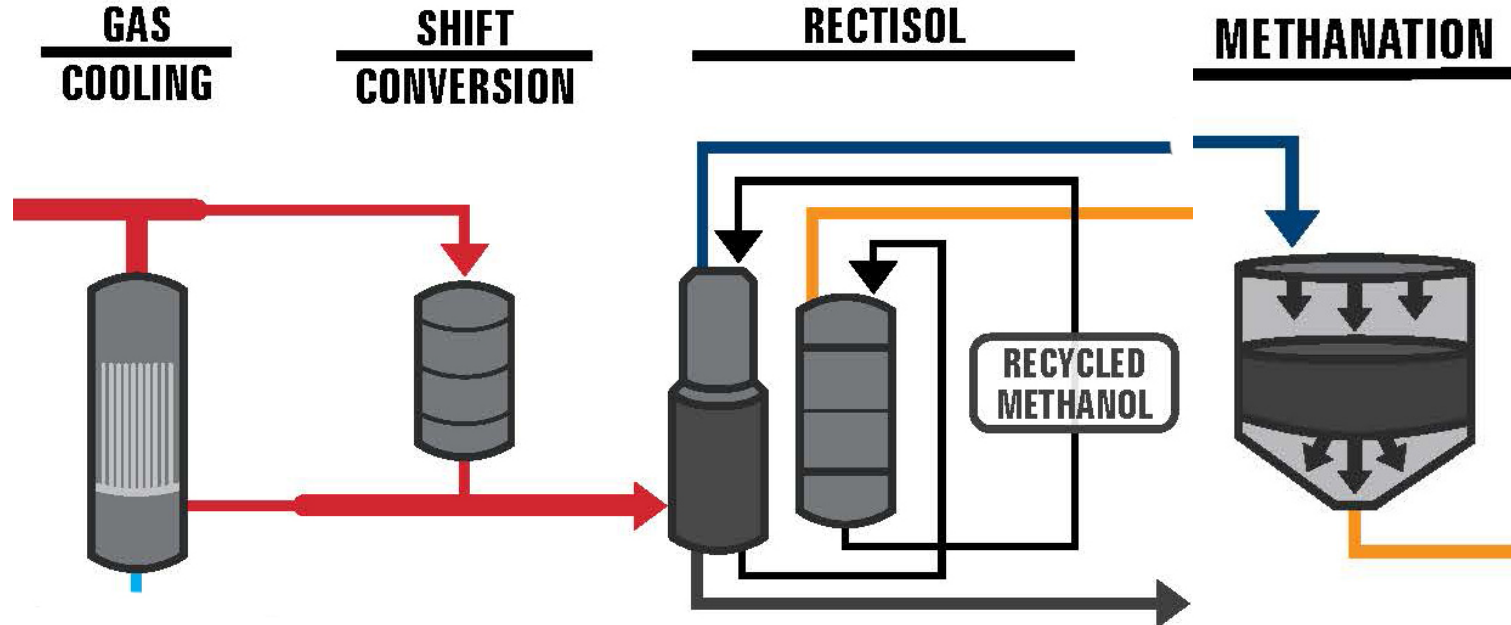 GAS
COOLING
SHIFT
CONVERSION
RECTISOL
METHANATION
RECYCLED
METHANOL